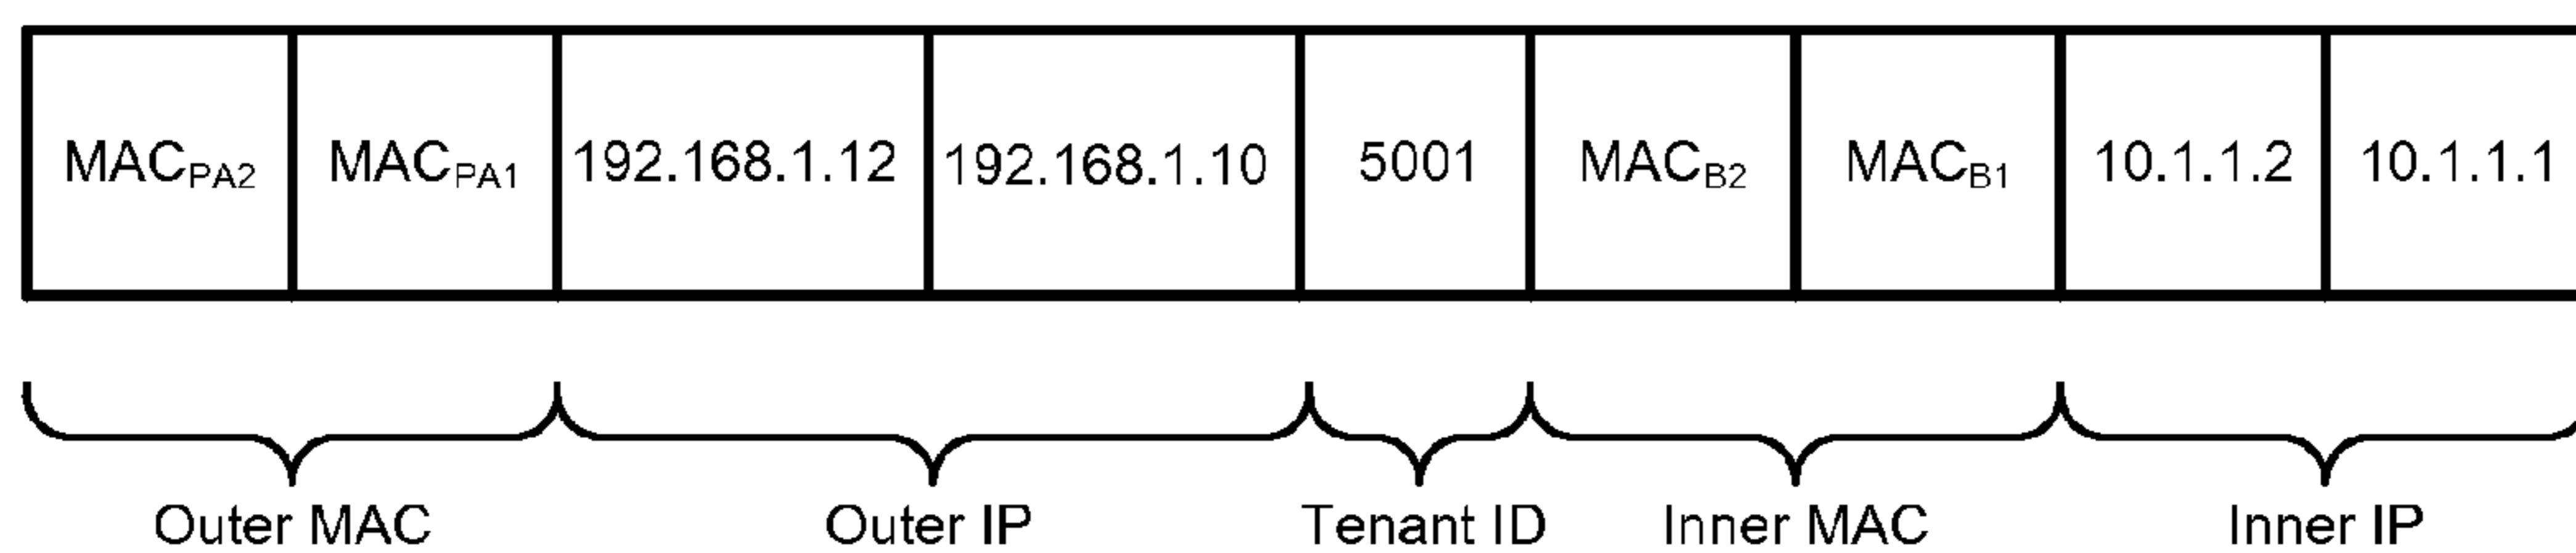 MACPA2 MACPA1 192.168.1.12 192.168.1.10 5001 MACB2 MACB1 10.1.1.2 10.1.1.1
Outer MAC Outer IP Tenant ID Inner MAC Inner IP